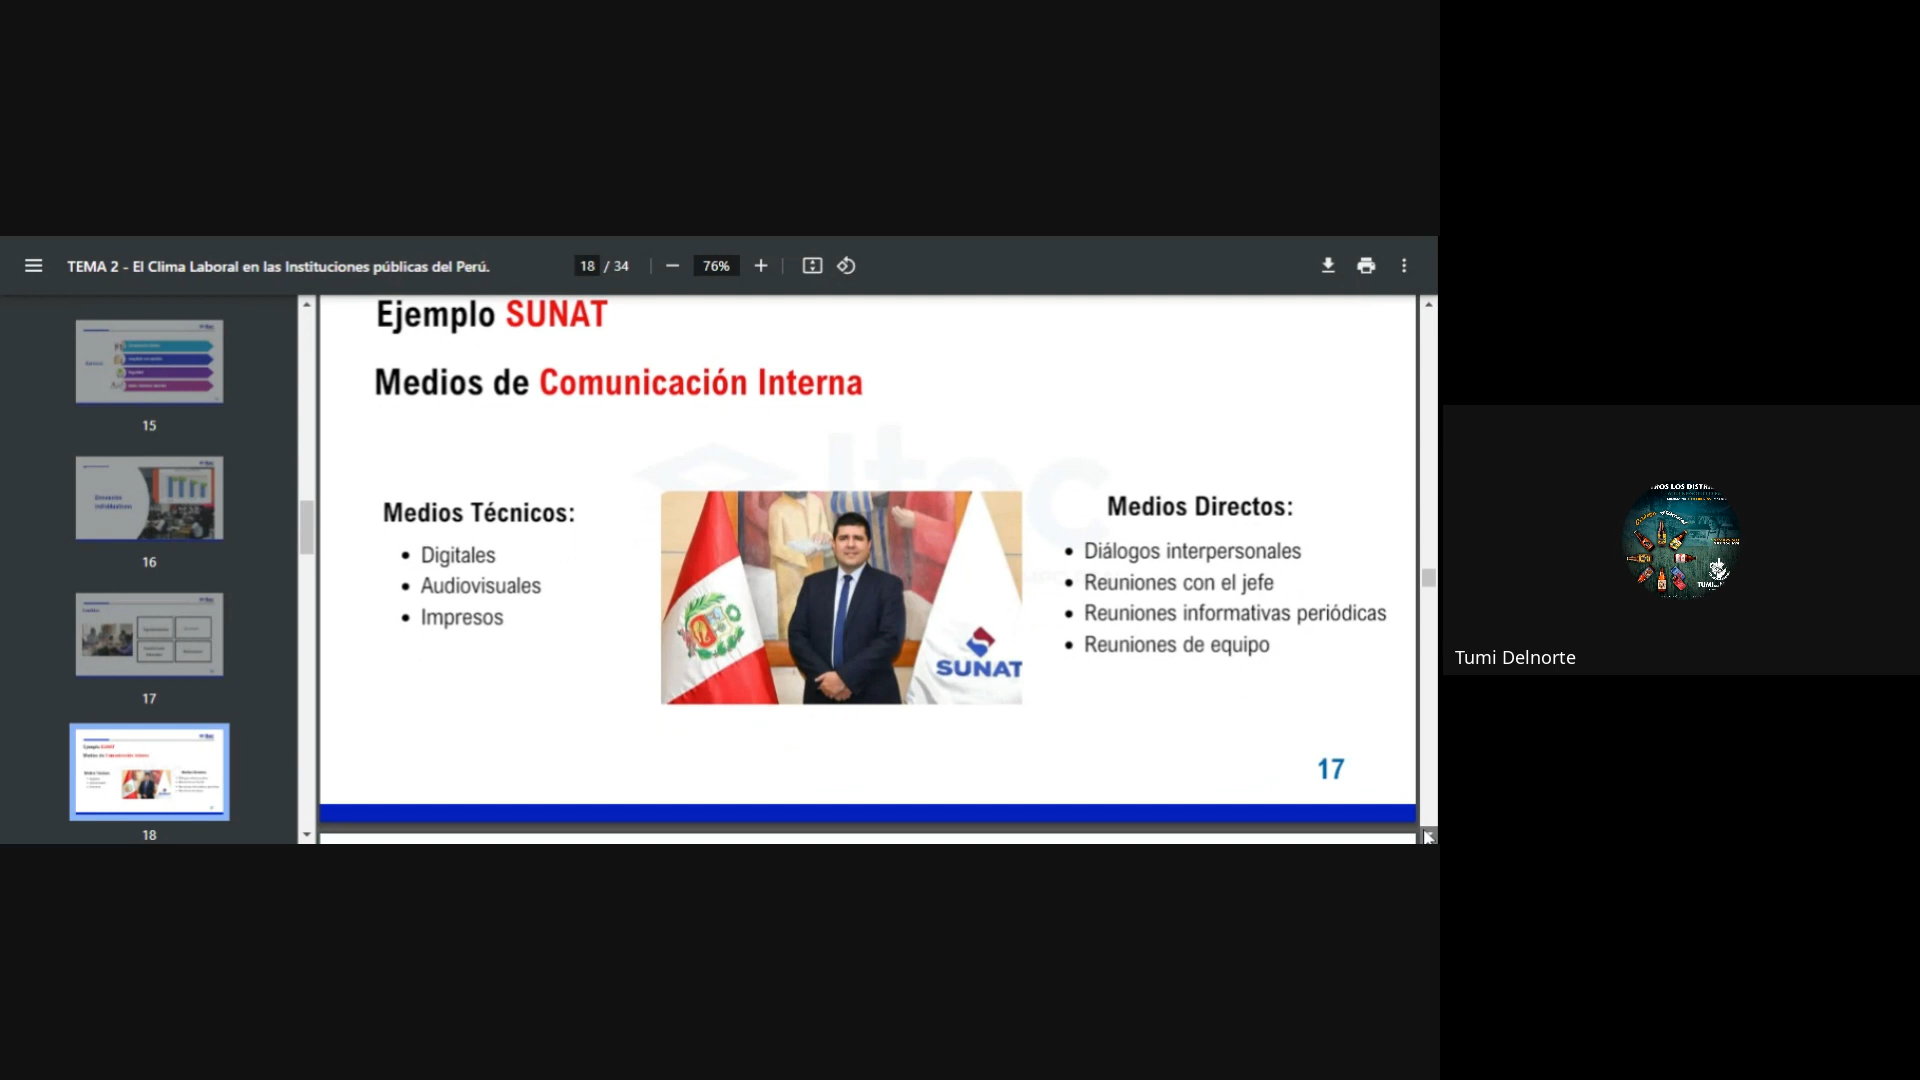 TEMA 2 - El Clima Laboral en las Instituciones públicas del Perú.
18 / 34
76%
15
16
17
18
Ejemplo SUNAT
Medios de Comunicación Interna
Medios Técnicos:
• Digitales
• Audiovisuales
• Impresos
SUNAT
Medios Directos:
• Diálogos interpersonales
• Reuniones con el jefe
• Reuniones informativas periódicas
• Reuniones de equipo
17
Tumi Delnorte